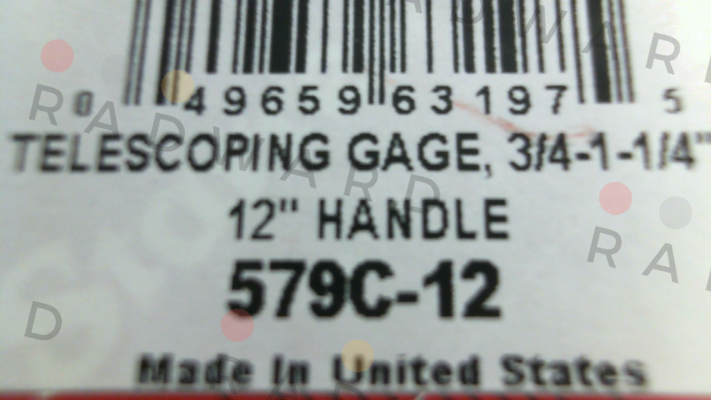 0 49659 63197 5
TELESCOPING GAGE, 3/4-1-1/4"
12" HANDLE
579C-12
Made In United States